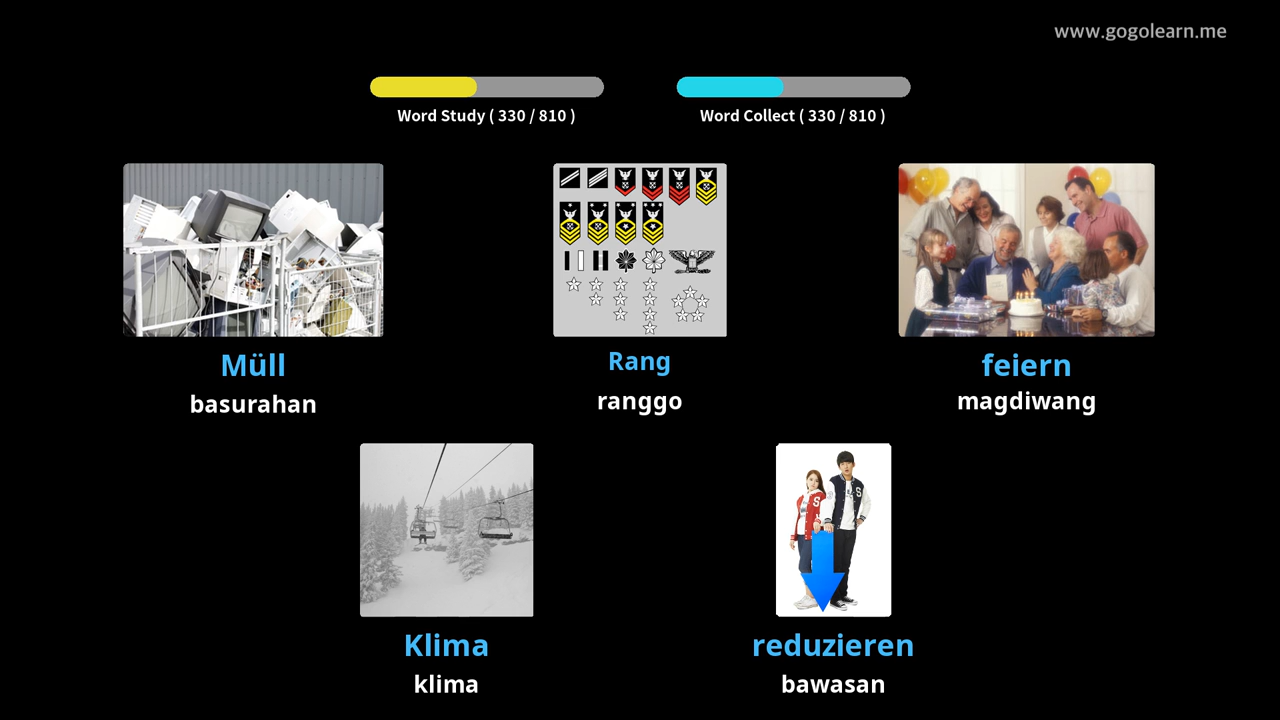 www.gogolearn.me
Word Study ( 330 / 810 )
Word Collect ( 330 / 810 )
Müll
basurahan
Rang
ranggo
feiern
magdiwang
Klima
klima
reduzieren
bawasan